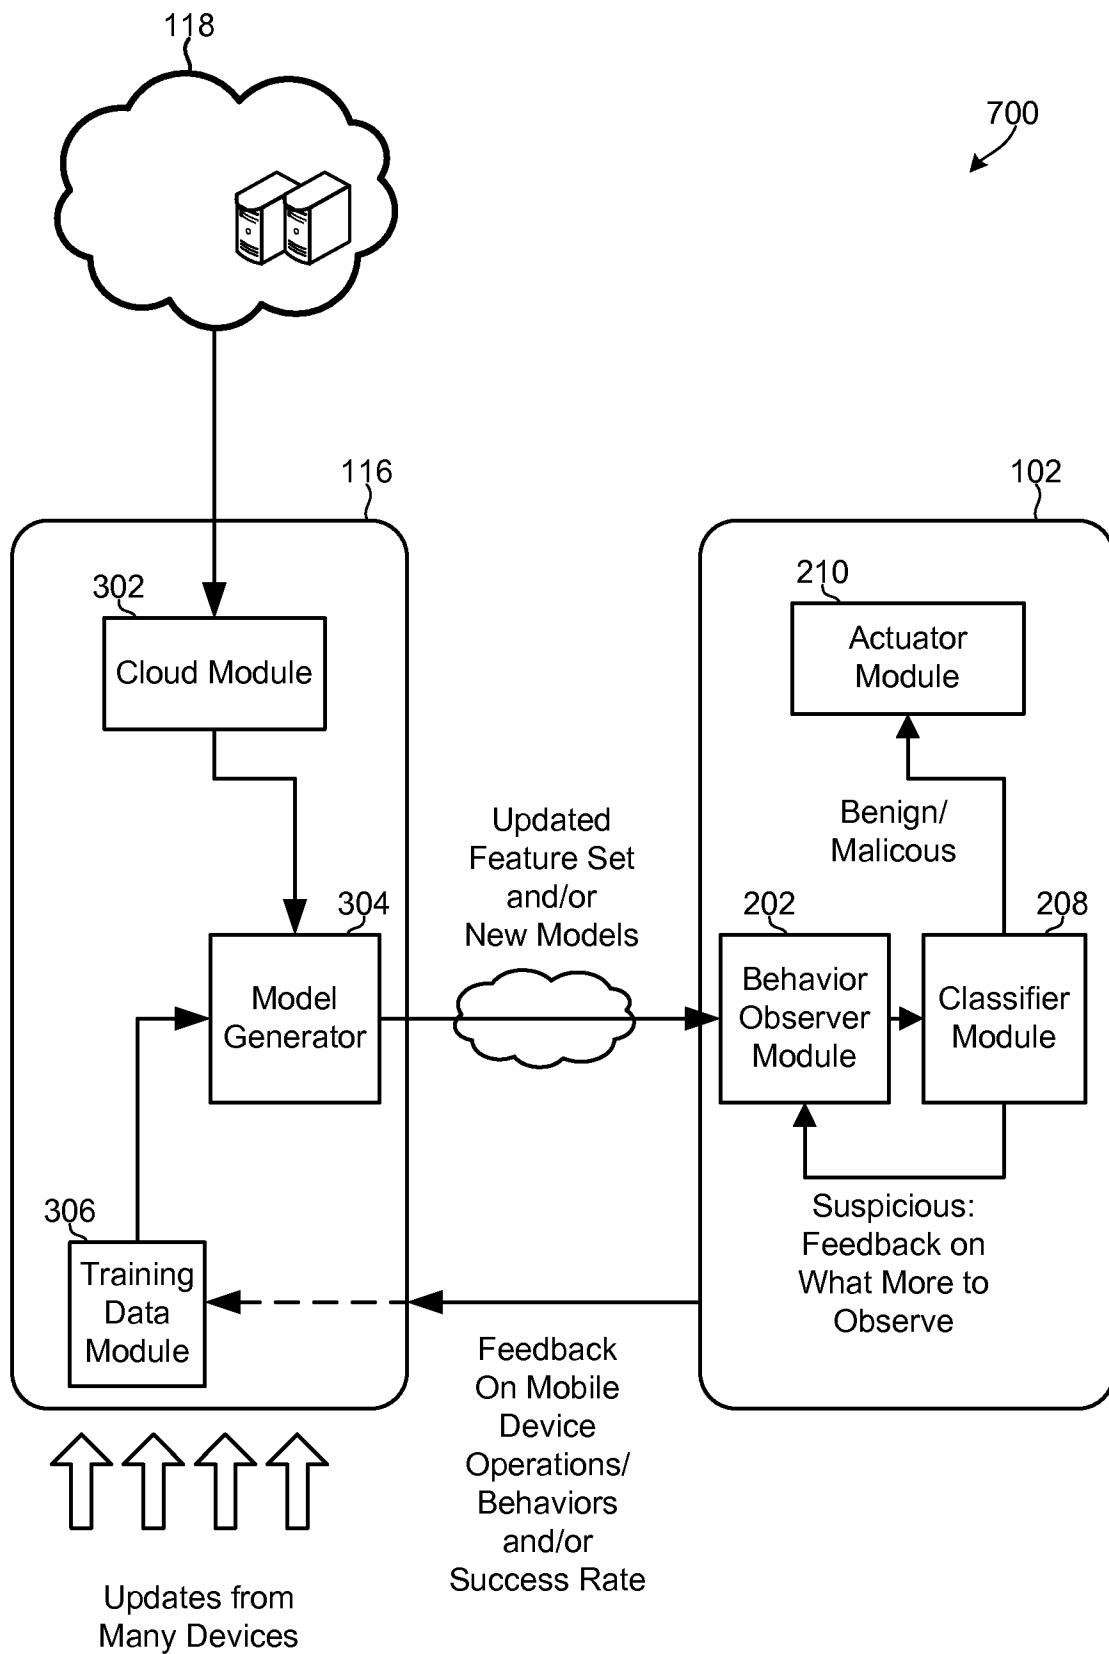 118
700
116
102
302
Cloud Module
210
Actuator
Module
Benign/
Malicous
Updated
Feature Set
and/or
New Models
304
Model
Generator
202
Behavior
Observer
Module
208
Classifier
Module
Suspicious:
Feedback on
What More to
Observe
306
Training
Data
Module
Feedback
On Mobile
Device
Operations/
Behaviors
and/or
Success Rate
Updates from
Many Devices